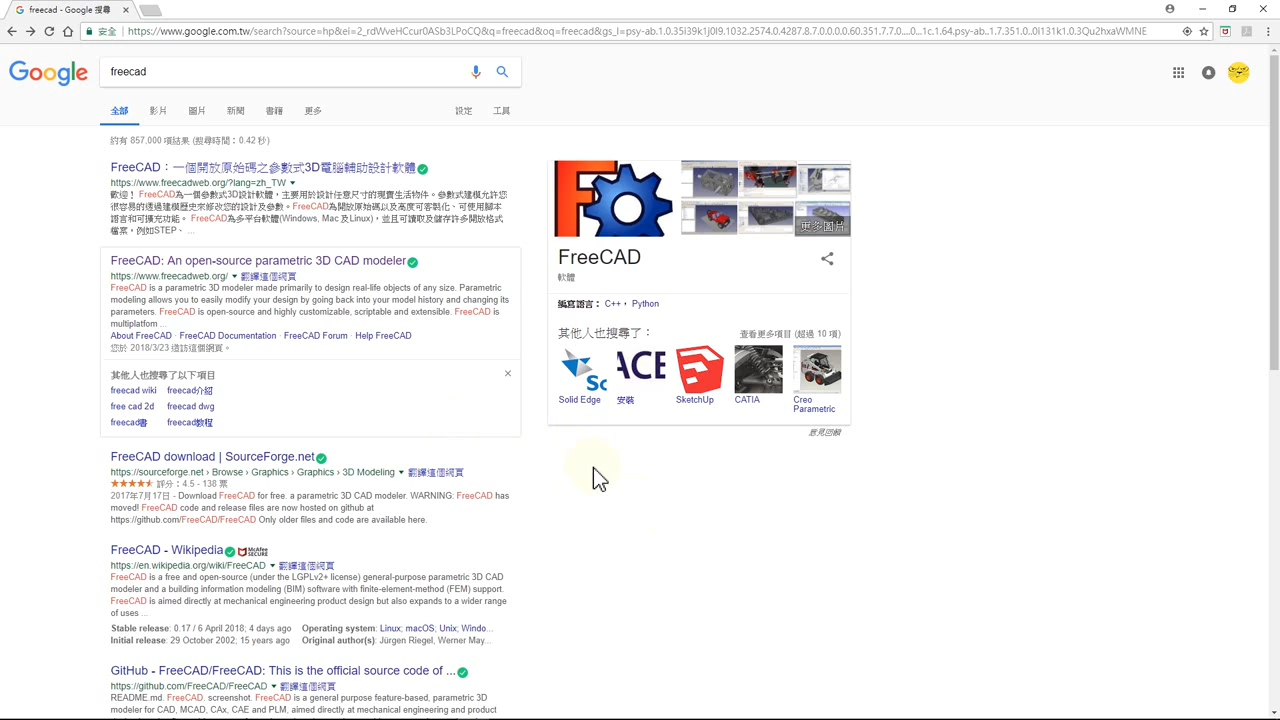 freecad - Google 搜尋
安全 https://www.google.com.tw/search?source=hp&ei=2_rdWveHCcur0ASb3LPoCQ&q=freecad&oq=freecad&gs_l=psy-ab.1.0.35i39k1j0l9.1032.2574.0.4287.8.7.0.0.0.0.60.351.7.7.0....0...1c.1.64.psy-ab..1.7.351.0..0i131k1.0.3Qu2hxaWMNE
Google
freecad
全部 影片 圖片 新聞 書籍 更多 設定 工具
約有 857,000 項結果 (搜尋時間：0.42 秒)
FreeCAD：一個開放原始碼之參數式3D電腦輔助設計軟體
https://www.freecadweb.org/?lang=zh_TW
歡迎！ FreeCAD為一個參數式3D設計軟體，主要用於設計任意尺寸的現實生活物件。參數式建模允許您
很容易的透過建模歷史來修改您的設計及參數。FreeCAD為開放原始碼以及高度可客製化、可使用腳本
語言和可擴充功能。 FreeCAD為多平台軟體(Windows, Mac 及Linux)，並且可讀取及儲存許多開放格式
檔案，例如STEP、 ...
FreeCAD: An open-source parametric 3D CAD modeler
https://www.freecadweb.org/ 翻譯這個網頁
FreeCAD is a parametric 3D modeler made primarily to design real-life objects of any size. Parametric
modeling allows you to easily modify your design by going back into your model history and changing its
parameters. FreeCAD is open-source and highly customizable, scriptable and extensible. FreeCAD is
multiplatfom ...
About FreeCAD · FreeCAD Documentation · FreeCAD Forum · Help FreeCAD
您於 2018/3/23 造訪這個網頁。
其他人也搜尋了以下項目
freecad wiki freecad介紹
free cad 2d freecad dwg
freecad書 freecad教程
FreeCAD download | SourceForge.net
https://sourceforge.net › Browse › Graphics › Graphics › 3D Modeling 翻譯這個網頁
評分：4.5 - 138 票
2017年7月17日 - Download FreeCAD for free. a parametric 3D CAD modeler. WARNING: FreeCAD has
moved! FreeCAD code and release files are now hosted on github at
https://github.com/FreeCAD/FreeCAD Only older files and code are available here.
FreeCAD - Wikipedia McAfee SECURE
https://en.wikipedia.org/wiki/FreeCAD 翻譯這個網頁
FreeCAD is a free and open-source (under the LGPLv2+ license) general-purpose parametric 3D CAD
modeler and a building information modeling (BIM) software with finite-element-method (FEM) support.
FreeCAD is aimed directly at mechanical engineering product design but also expands to a wider range
of uses ...
Stable release: 0.17 / 6 April 2018; 4 days ago Operating system: Linux; macOS; Unix; Windo...
Initial release: 29 October 2002; 15 years ago Original author(s): Jürgen Riegel, Werner May...
GitHub - FreeCAD/FreeCAD: This is the official source code of ...
https://github.com/FreeCAD/FreeCAD 翻譯這個網頁
README.md. FreeCAD. screenshot. FreeCAD is a general purpose feature-based, parametric 3D
modeler for CAD, MCAD, CAx, CAE and PLM, aimed directly at mechanical engineering and product
更多圖片
FreeCAD
軟體
編寫語言： C++， Python
其他人也搜尋了： 查看更多項目 (超過 10 項)
Solid Edge 安裝 SketchUp CATIA Creo Parametric
意見回饋